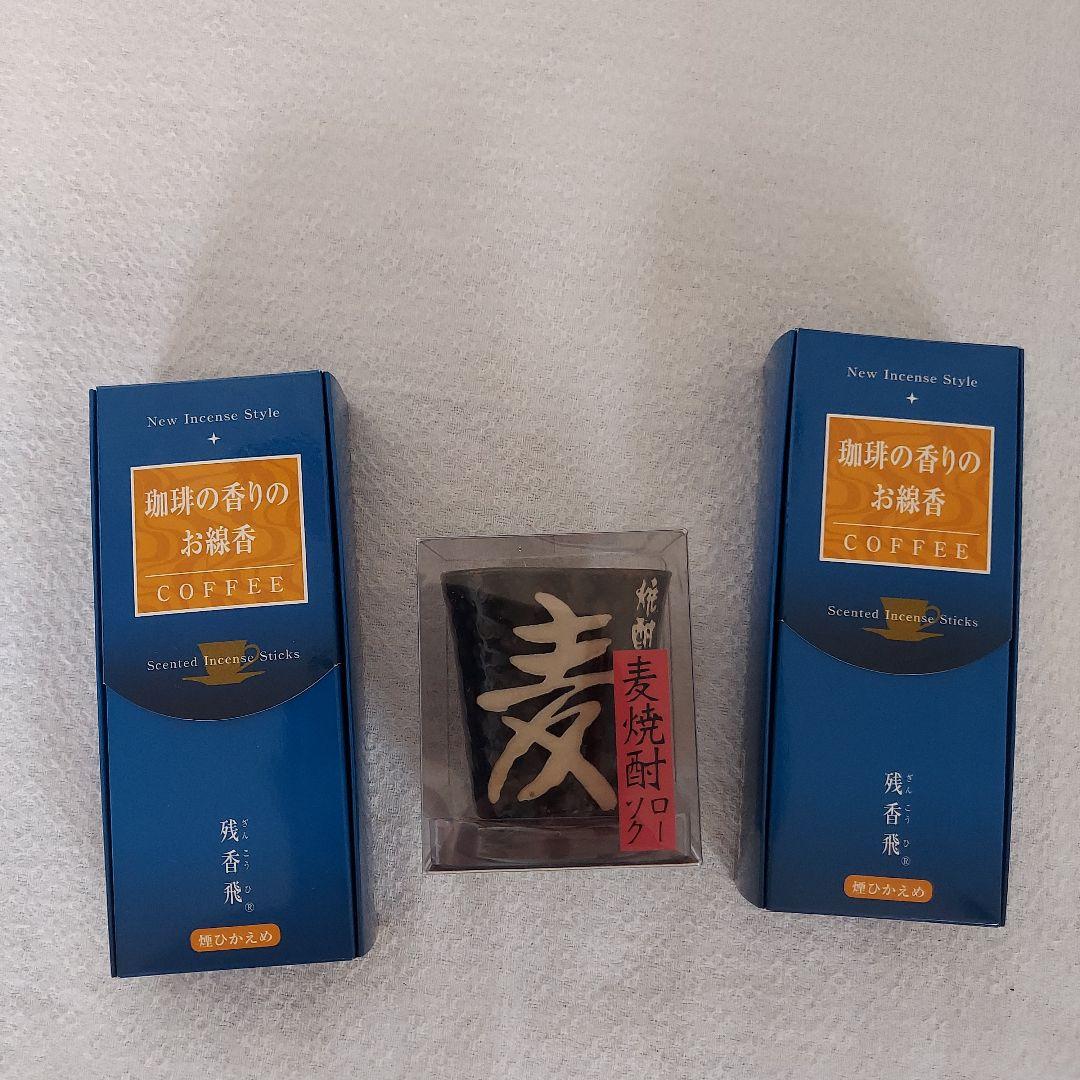 New Incense Style
珈琲の香りの
お線香
COFFEE
Scented Incense Sticks
残香飛®
ざんこうひ
煙ひかえめ
焼酎
麦
麦焼酎
ローソク
New Incense Style
珈琲の香りの
お線香
COFFEE
Scented Incense Sticks
残香飛®
ざんこうひ
煙ひかえめ